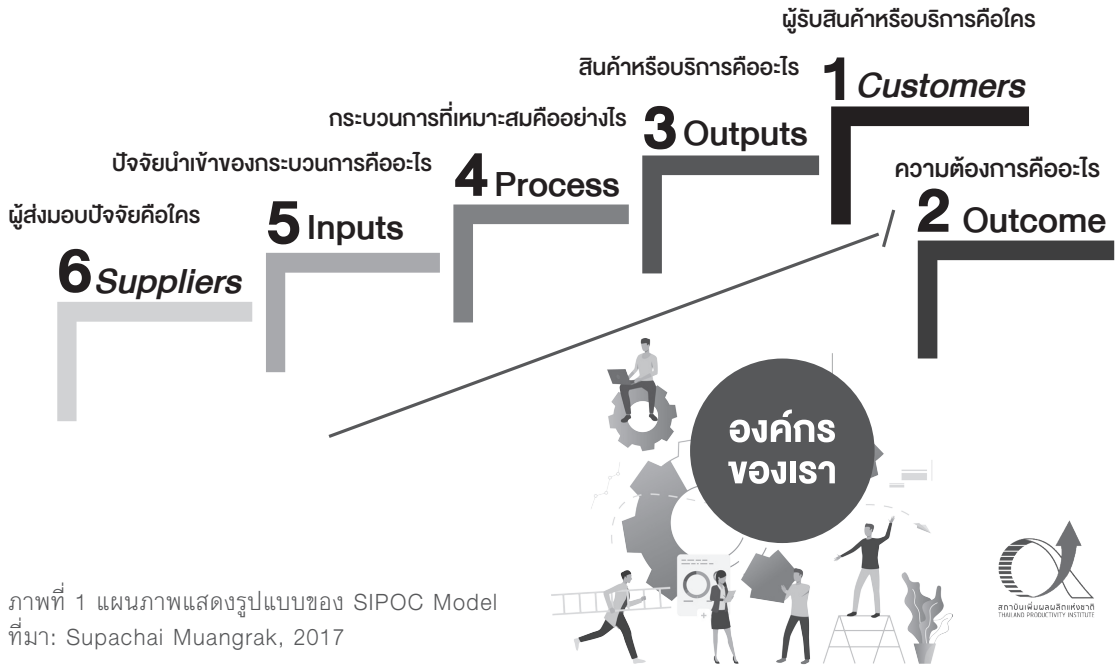 ผู้รับสินค้าหรือบริการคือใคร
1 Customers
สินค้าหรือบริการคืออะไร
3 Outputs
ความต้องการคืออะไร
2 Outcome
กระบวนการที่เหมาะสมคืออย่างไร
4 Process
ปัจจัยนำเข้าของกระบวนการคืออะไร
5 Inputs
ผู้ส่งมอบปัจจัยคือใคร
6 Suppliers
องค์กร
ของเรา
สถาบันเพิ่มผลผลิตแห่งชาติ
THAILAND PRODUCTIVITY INSTITUTE
ภาพที่ 1 แผนภาพแสดงรูปแบบของ SIPOC Model
ที่มา: Supachai Muangrak, 2017